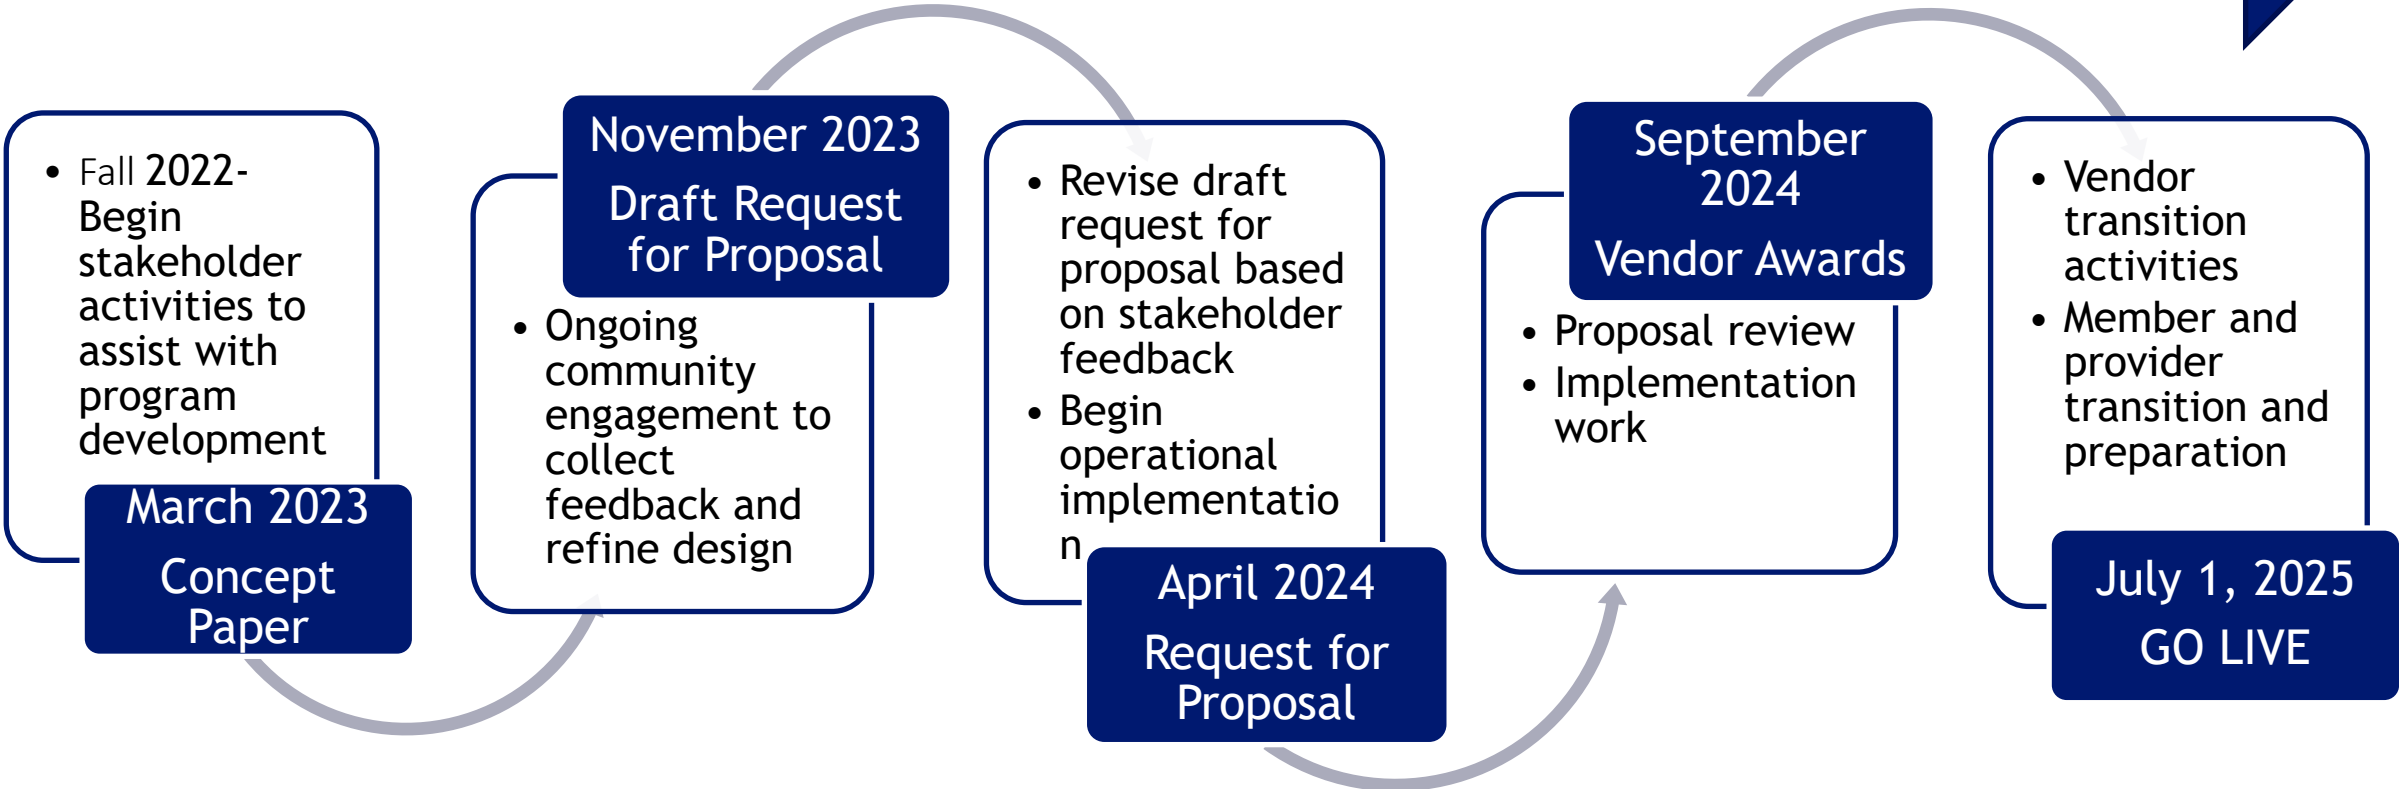 • Fall 2022-
Begin
stakeholder
activities to
assist with
program
development
March 2023
Concept
Paper
November 2023
Draft Request
for Proposal
• Ongoing
community
engagement to
collect
feedback and
refine design
• Revise draft
request for
proposal based
on stakeholder
feedback
• Begin
operational
implementatio
n
April 2024
Request for
Proposal
September
2024
Vendor Awards
• Proposal review
• Implementation
work
• Vendor
transition
activities
• Member and
provider
transition and
preparation
July 1, 2025
GO LIVE